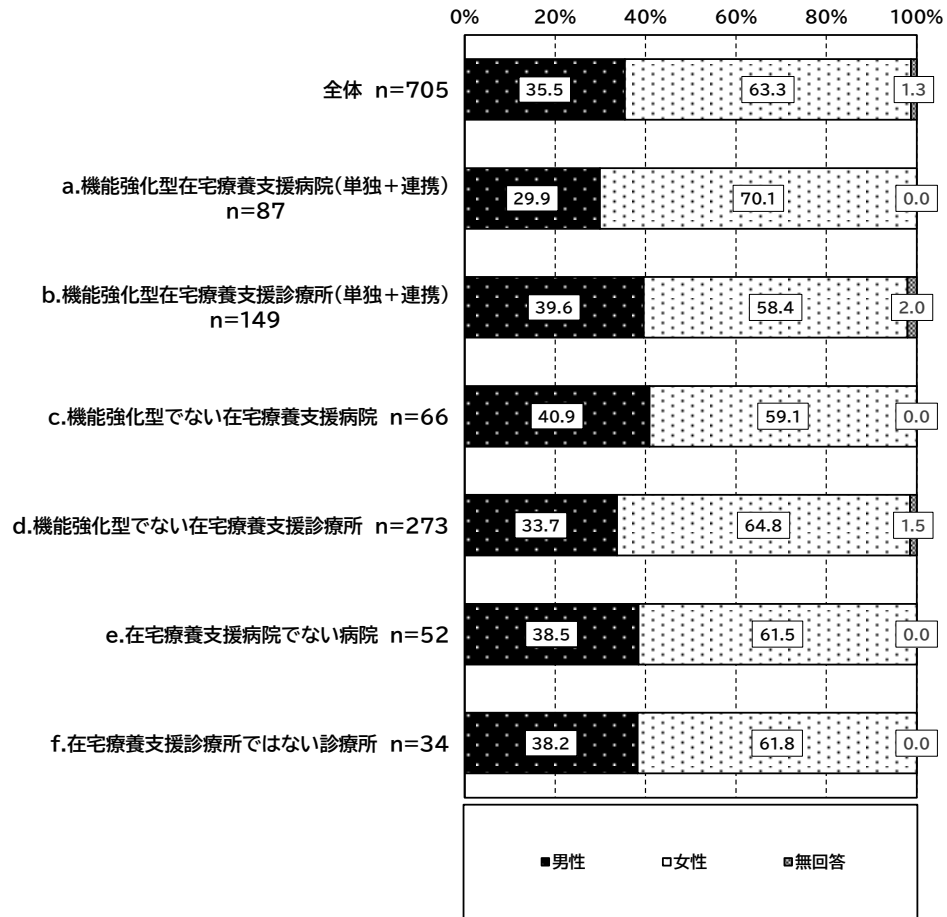 0% 20% 40% 60% 80% 100%
全体 n=705 35.5 63.3 1.3
a.機能強化型在宅療養支援病院(単独+連携)
n=87 29.9 70.1 0.0
b.機能強化型在宅療養支援診療所(単独+連携)
n=149 39.6 58.4 2.0
c.機能強化型でない在宅療養支援病院 n=66 40.9 59.1 0.0
d.機能強化型でない在宅療養支援診療所 n=273 33.7 64.8 1.5
e.在宅療養支援病院でない病院 n=52 38.5 61.5 0.0
f.在宅療養支援診療所ではない診療所 n=34 38.2 61.8 0.0
男性 女性 無回答